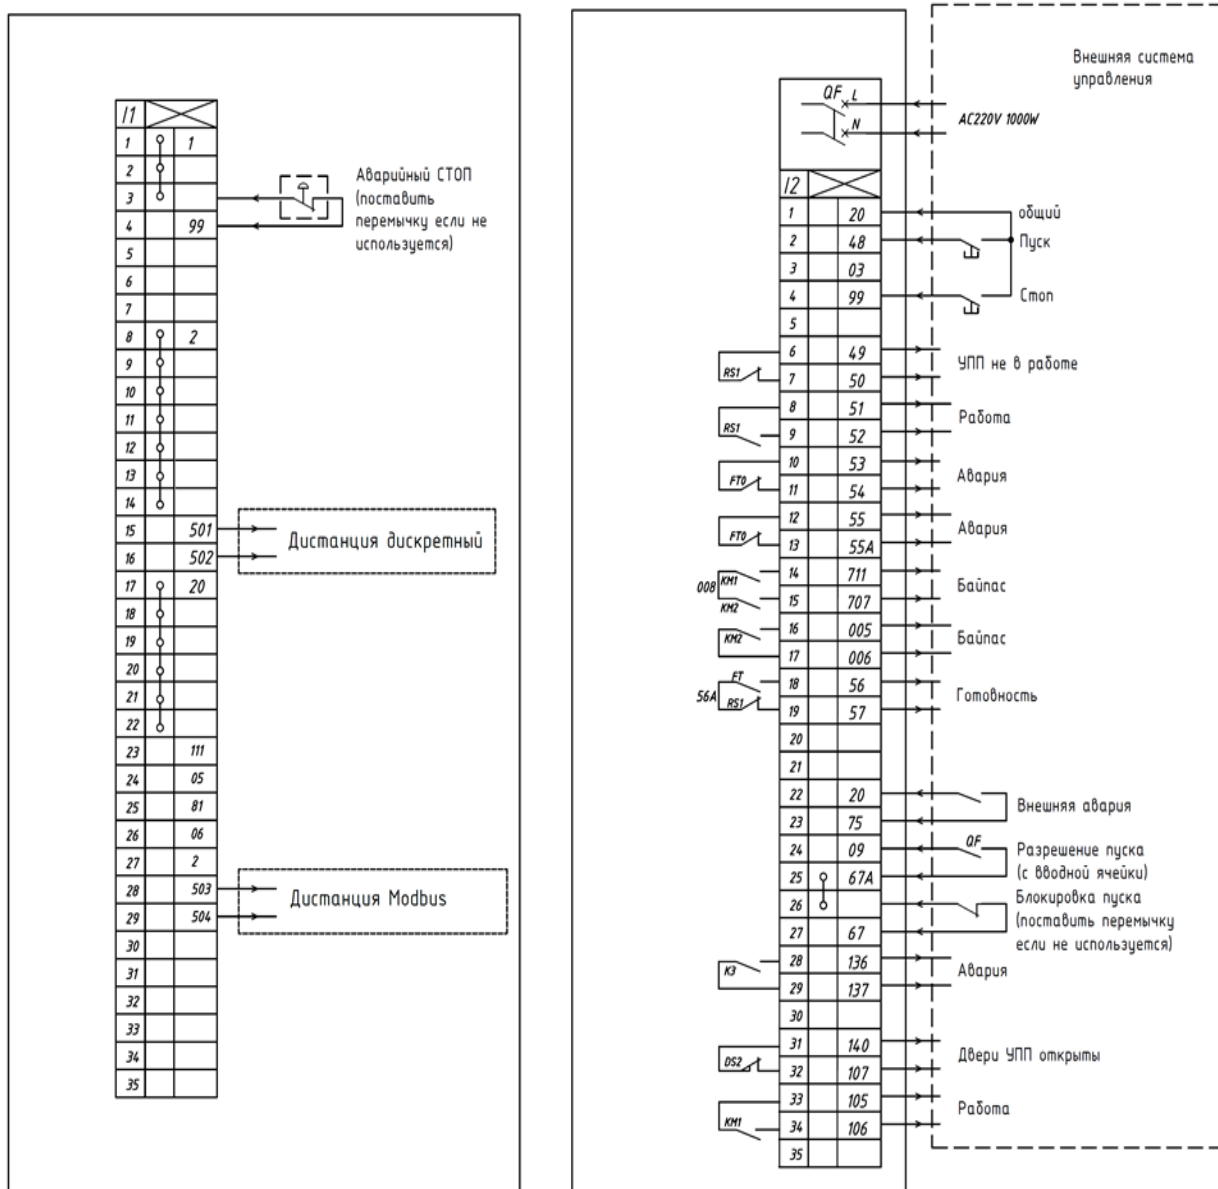 I1
1 1
2
3
4 99
5
6
7
8 2
9
10
11
12
13
14
15 501
16 502
17 20
18
19
20
21
22
23 111
24 05
25 81
26 06
27 2
28 503
29 504
30
31
32
33
34
35
Аварийный СТОП
(поставить
перемычку если не
используется)
Дистанция дискретный
Дистанция Modbus
QF L
N
AC220V 1000W
Внешняя система
управления
I2
1 20 общий
2 48 Пуск
3 03
4 99 Стоп
5
6 49
RS1 УПП не в работе
7 50
8 51
RS1 Работа
9 52
10 53
FT0 Авария
11 54
12 55
FT0 Авария
13 55A
KM1 14 711
008 Байпас
KM2 15 707
16 005
KM2 Байпас
17 006
FT 18 56
56A Готовность
RS1 19 57
20
21
22 20
Внешняя авария
23 75
24 09 QF
Разрешение пуска
(с вводной ячейки)
25 67A
26
Блокировка пуска
(поставить перемычку
если не используется)
27 67
28 136
K3 Авария
29 137
30
31 140
DS2 Двери УПП открыты
32 107
33 105
KM1 Работа
34 106
35